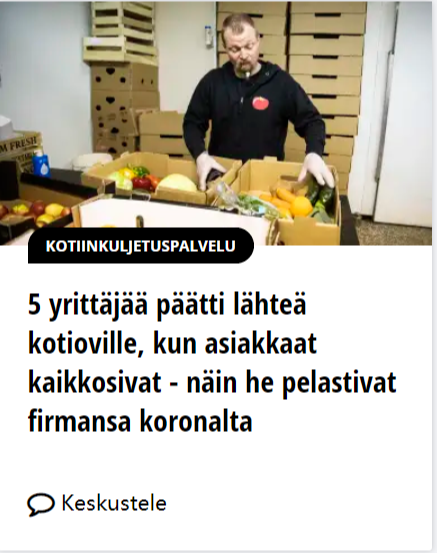 M FRESH
KOTIINKULJETUSPALVELU
5 yrittäjää päätti lähteä
kotioville, kun asiakkaat
kaikkosivat - näin he pelastivat
firmansa koronalta
Keskustele